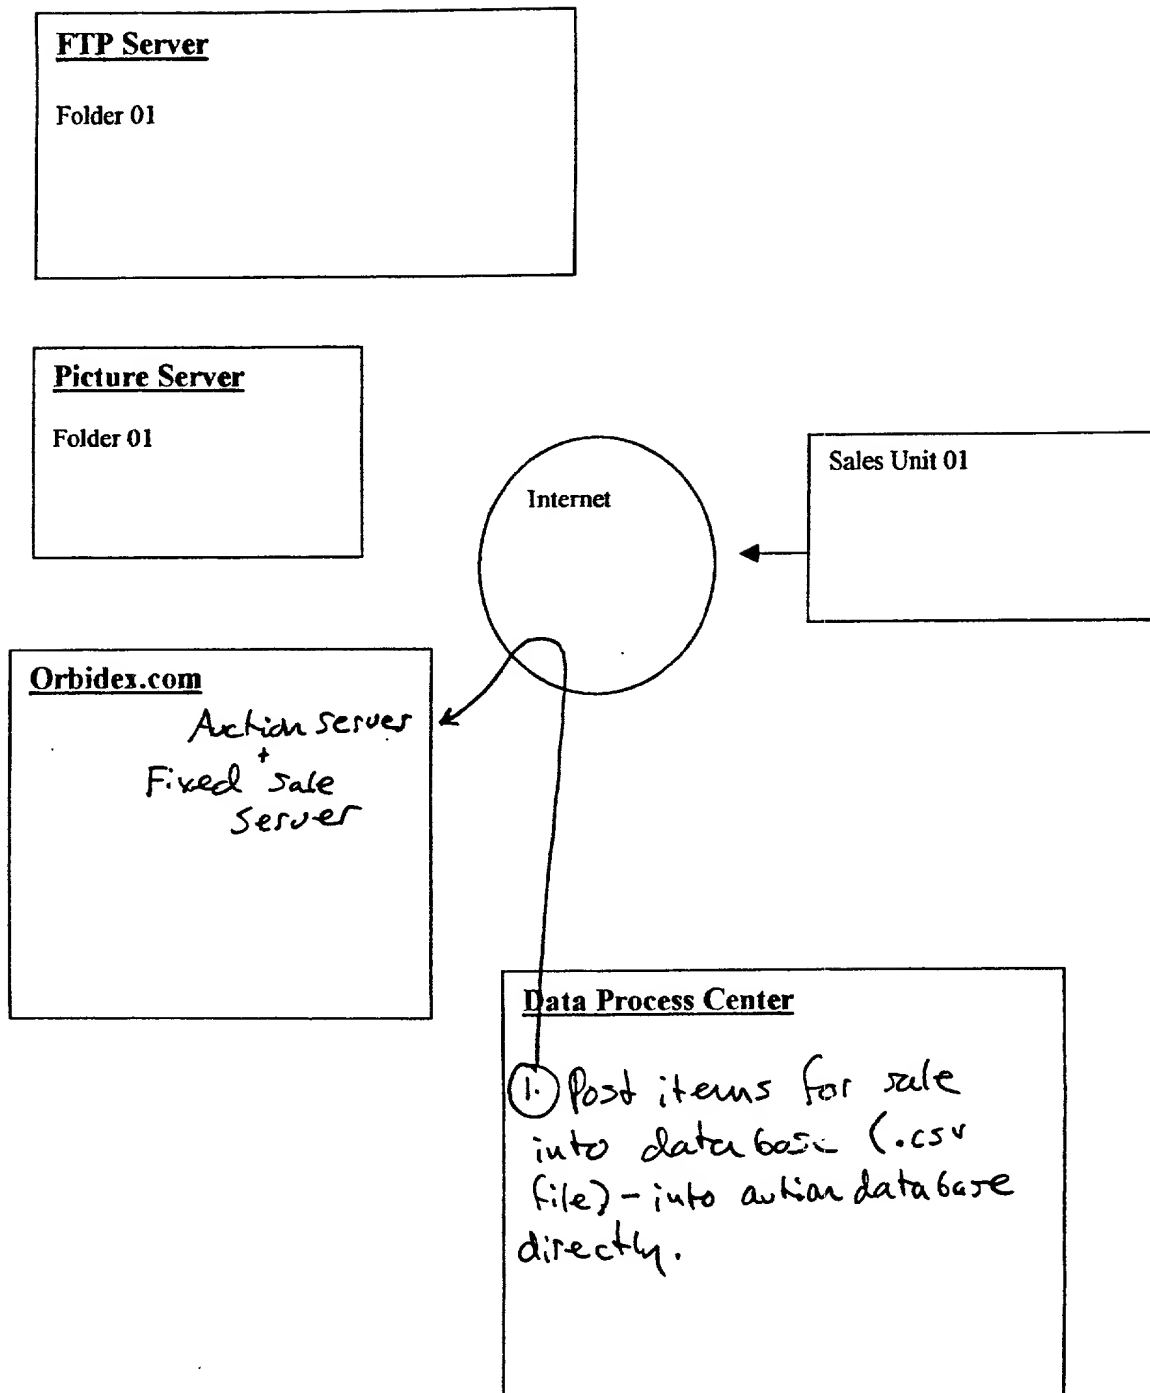 FTP Server
Folder 01
Picture Server
Folder 01
Internet
Sales Unit 01
Orbidex.com
Auction server
+
Fixed sale
server
Data Process Center
1. Post items for sale
into database (.csv
file) - into aution database
directly.